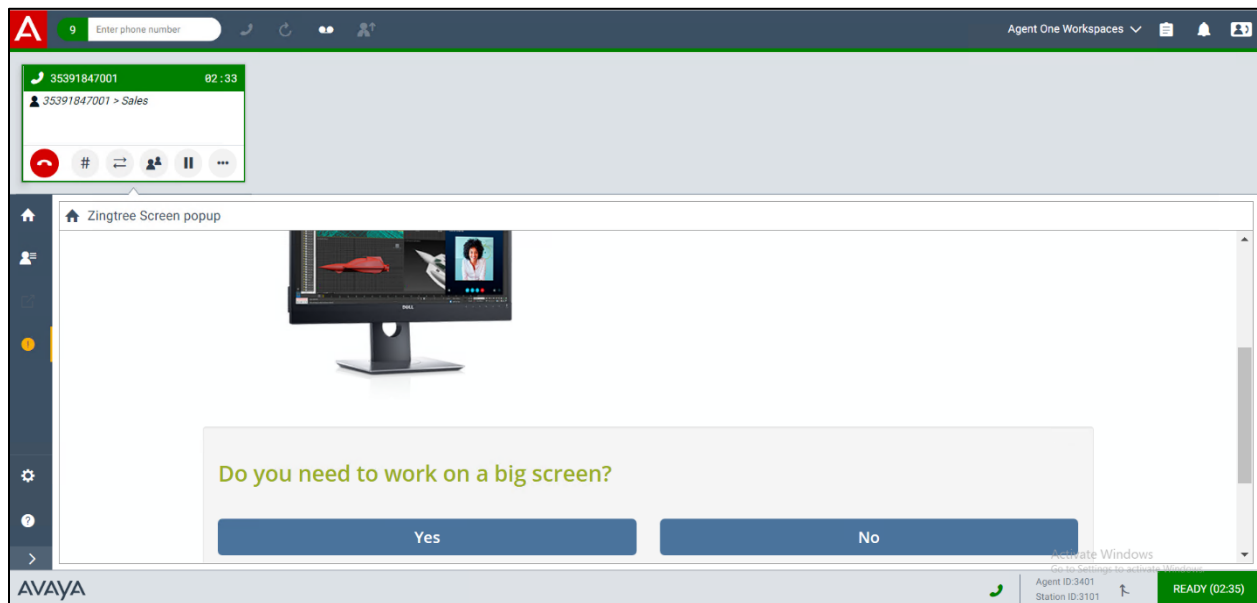 9 Enter phone number
Agent One Workspaces
35391847001 02:33
35391847001 > Sales
Zingtree Screen popup
DELL
Do you need to work on a big screen?
Yes
No
Activate Windows
Go to Settings to activate Windows.
AVAYA
Agent ID:3401
Station ID:3101
READY (02:35)